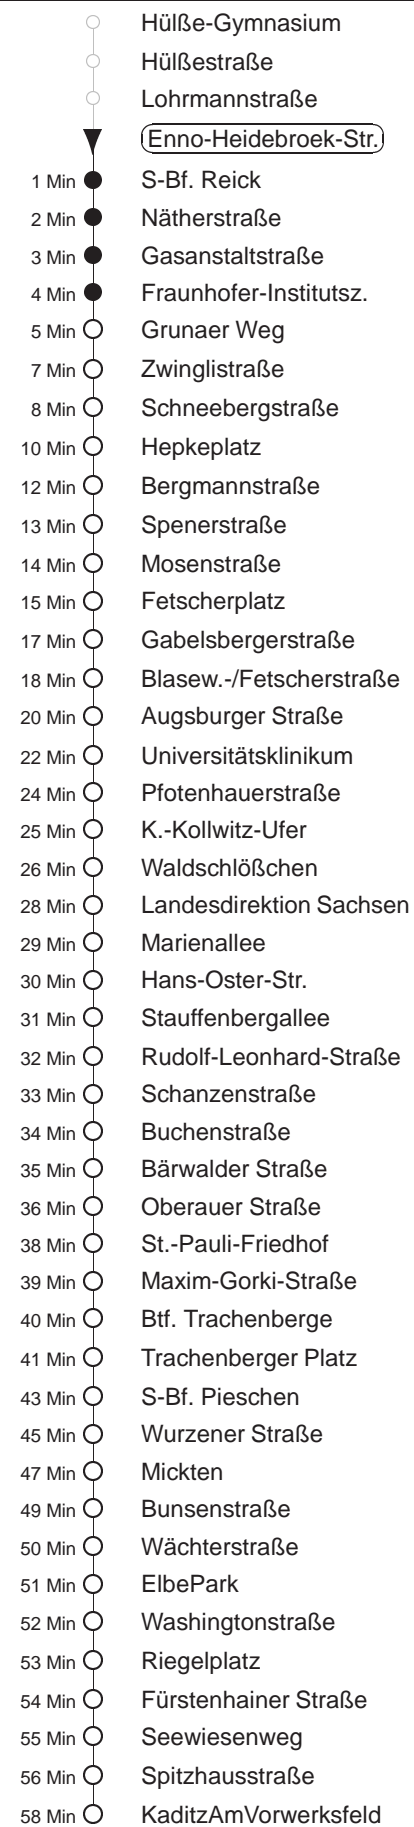 Hülße-Gymnasium
Hülßestraße
Lohrmannstraße
Enno-Heidebroek-Str.
1 Min S-Bf. Reick
2 Min Nätherstraße
3 Min Gasanstaltstraße
4 Min Fraunhofer-Institutsz.
5 Min Grunaer Weg
7 Min Zwinglistraße
8 Min Schneebergstraße
10 Min Hepkeplatz
12 Min Bergmannstraße
13 Min Spenerstraße
14 Min Mosenstraße
15 Min Fetscherplatz
17 Min Gabelsbergerstraße
18 Min Blasew.-/Fetscherstraße
20 Min Augsburger Straße
22 Min Universitätsklinikum
24 Min Pfotenhauerstraße
25 Min K.-Kollwitz-Ufer
26 Min Waldschlößchen
28 Min Landesdirektion Sachsen
29 Min Marienallee
30 Min Hans-Oster-Str.
31 Min Stauffenbergallee
32 Min Rudolf-Leonhard-Straße
33 Min Schanzenstraße
34 Min Buchenstraße
35 Min Bärwalder Straße
36 Min Oberauer Straße
38 Min St.-Pauli-Friedhof
39 Min Maxim-Gorki-Straße
40 Min Btf. Trachenberge
41 Min Trachenberger Platz
43 Min S-Bf. Pieschen
45 Min Wurzener Straße
47 Min Mickten
49 Min Bunsenstraße
50 Min Wächterstraße
51 Min ElbePark
52 Min Washingtonstraße
53 Min Riegelplatz
54 Min Fürstenhainer Straße
55 Min Seewiesenweg
56 Min Spitzhausstraße
58 Min KaditzAmVorwerksfeld